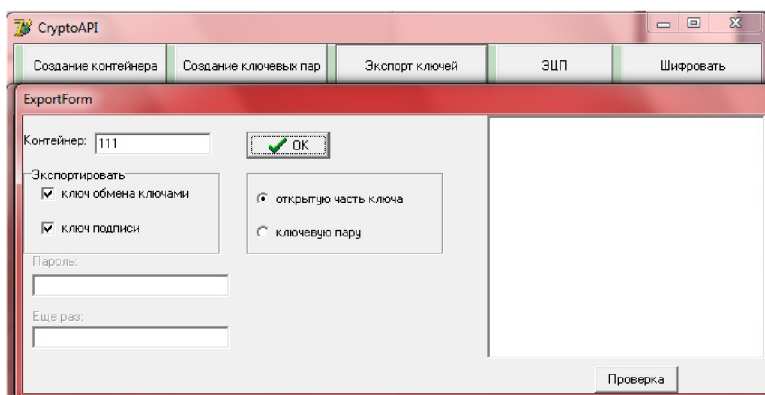 CryptoAPI
Создание контейнера Создание ключевых пар Экспорт ключей ЭЦП Шифровать
ExportForm
Контейнер: 111 OK
Экспортировать
ключ обмена ключами
открытую часть ключа
ключ подписи
ключевую пару
Пароль:
Еще раз:
Проверка